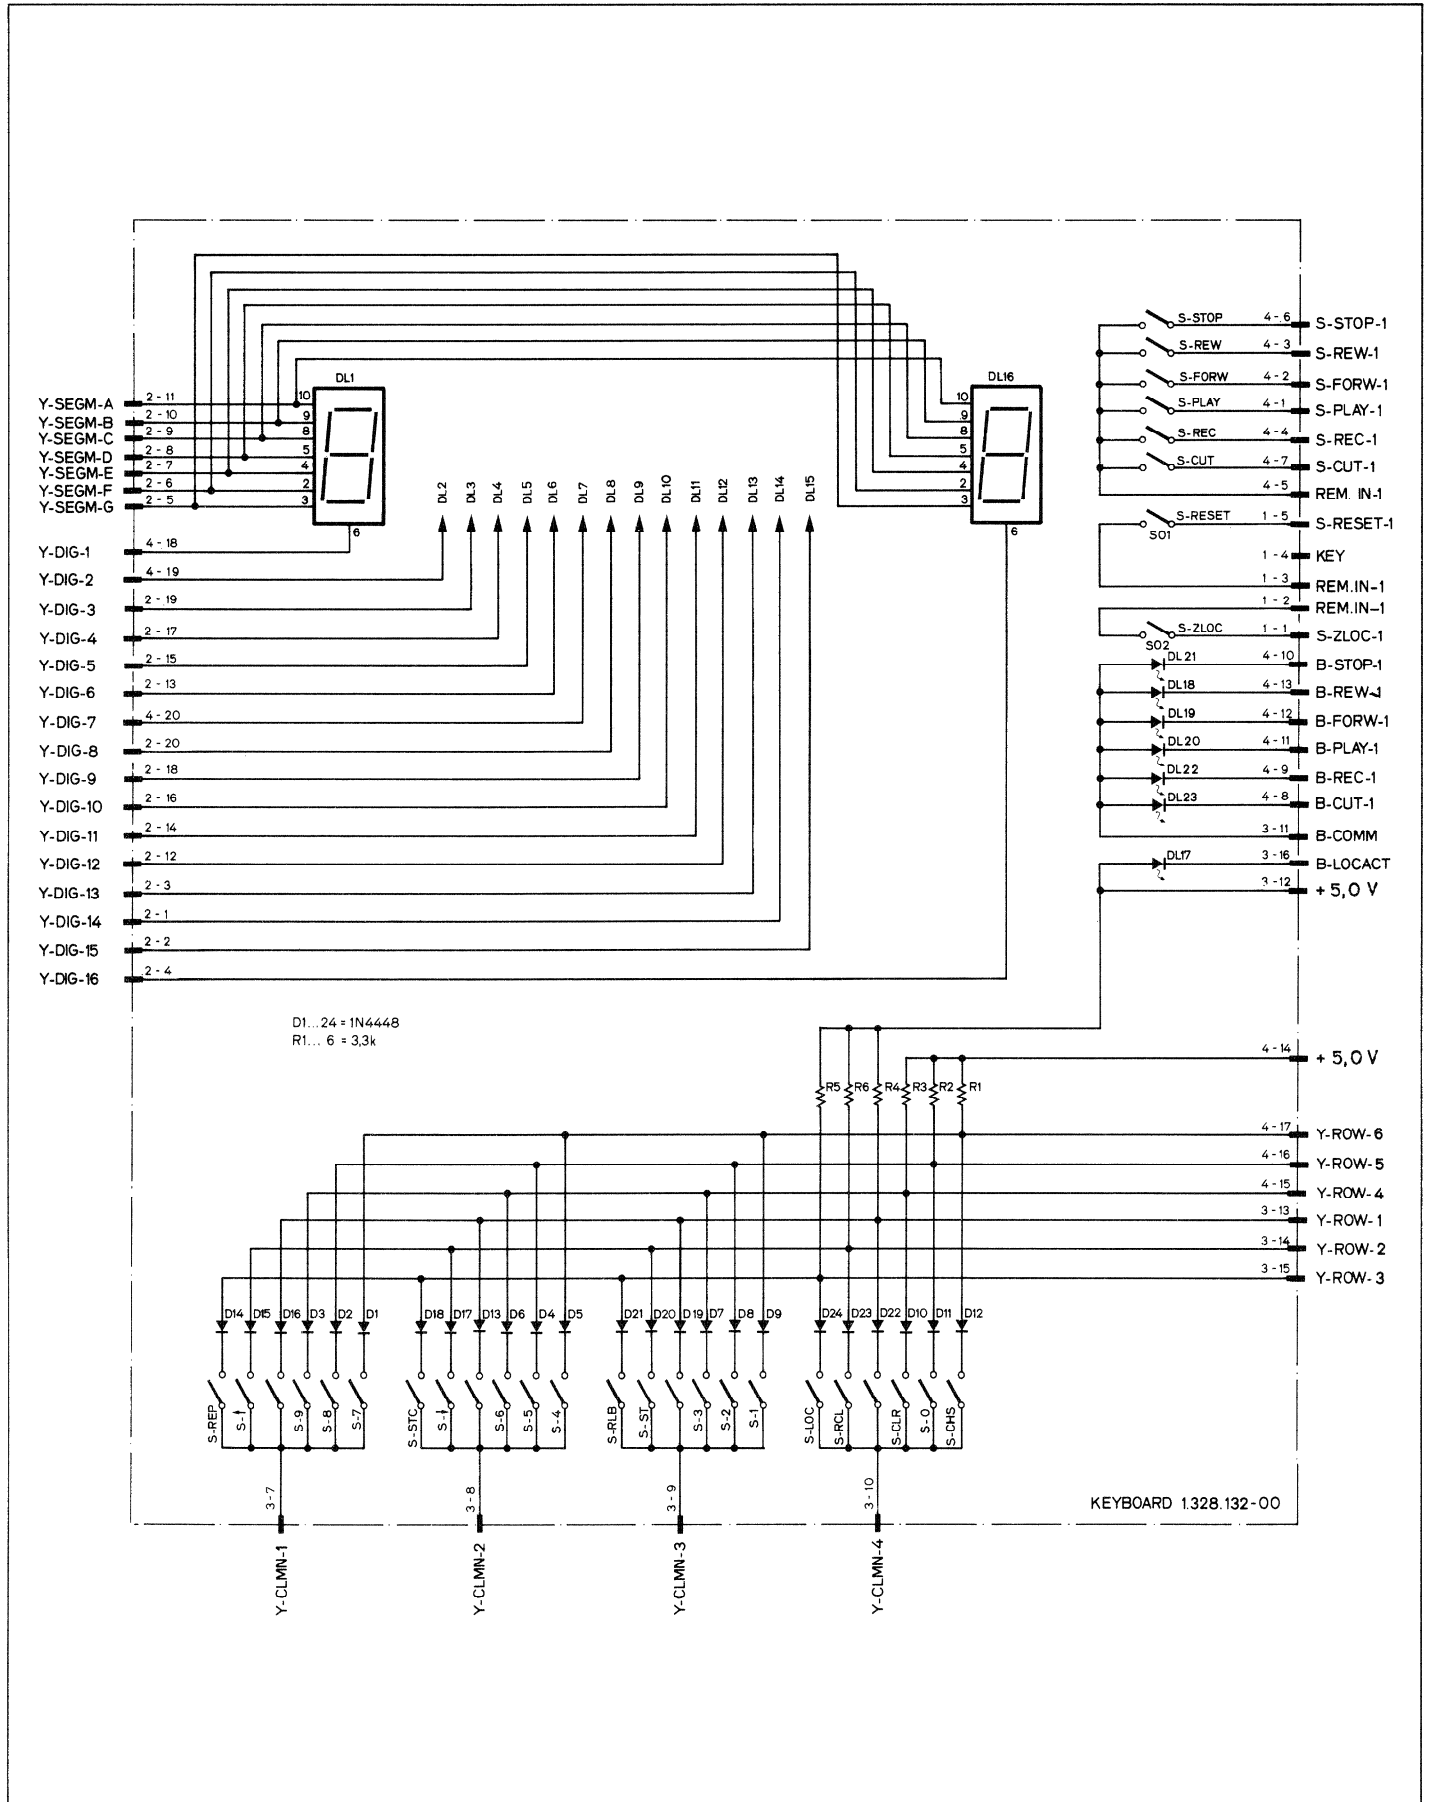 DL1
DL16
Y-SEGM-A 2 - 11 10
Y-SEGM-B 2 - 10 9
Y-SEGM-C 2 - 9 8
Y-SEGM-D 2 - 8 5
Y-SEGM-E 2 - 7 4
Y-SEGM-F 2 - 6 2
Y-SEGM-G 2 - 5 3
6
10
9
8
5
4
2
3
6
DL2 DL3 DL4 DL5 DL6 DL7 DL8 DL9 DL10 DL11 DL12 DL13 DL14 DL15
Y-DIG-1 4 - 18
Y-DIG-2 4 - 19
Y-DIG-3 2 - 19
Y-DIG-4 2 - 17
Y-DIG-5 2 - 15
Y-DIG-6 2 - 13
Y-DIG-7 4 - 20
Y-DIG-8 2 - 20
Y-DIG-9 2 - 18
Y-DIG-10 2 - 16
Y-DIG-11 2 - 14
Y-DIG-12 2 - 12
Y-DIG-13 2 - 3
Y-DIG-14 2 - 1
Y-DIG-15 2 - 2
Y-DIG-16 2 - 4
S-STOP 4 - 6 S-STOP-1
S-REW 4 - 3 S-REW-1
S-FORW 4 - 2 S-FORW-1
S-PLAY 4 - 1 S-PLAY-1
S-REC 4 - 4 S-REC-1
S-CUT 4 - 7 S-CUT-1
4 - 5 REM. IN-1
S-RESET 1 - 5 S-RESET-1
S01
1 - 4 KEY
1 - 3 REM.IN-1
1 - 2 REM.IN-1
S-ZLOC 1 - 1 S-ZLOC-1
S02
DL21 4 - 10 B-STOP-1
DL18 4 - 13 B-REW-1
DL19 4 - 12 B-FORW-1
DL20 4 - 11 B-PLAY-1
DL22 4 - 9 B-REC-1
DL23 4 - 8 B-CUT-1
3 - 11 B-COMM
DL17 3 - 16 B-LOCACT
3 - 12 + 5,0 V
D1...24 = 1N4448
R1... 6 = 3,3k
4 - 14 + 5,0 V
R5 R6 R4 R3 R2 R1
4 - 17 Y-ROW-6
4 - 16 Y-ROW-5
4 - 15 Y-ROW-4
3 - 13 Y-ROW-1
3 - 14 Y-ROW-2
3 - 15 Y-ROW-3
D14 D15 D16 D3 D2 D1 D18 D17 D13 D6 D4 D5 D21 D20 D19 D7 D8 D9 D24 D23 D22 D10 D11 D12
S-REP S-↑ S-9 S-8 S-7 S-STC S-↓ S-6 S-5 S-4 S-RLB S-ST S-3 S-2 S-1 S-LOC S-RCL S-CLR S-0 S-CHS
3 - 7 3 - 8 3 - 9 3 - 10
KEYBOARD 1.328.132-00
Y-CLMN-1 Y-CLMN-2 Y-CLMN-3 Y-CLMN-4